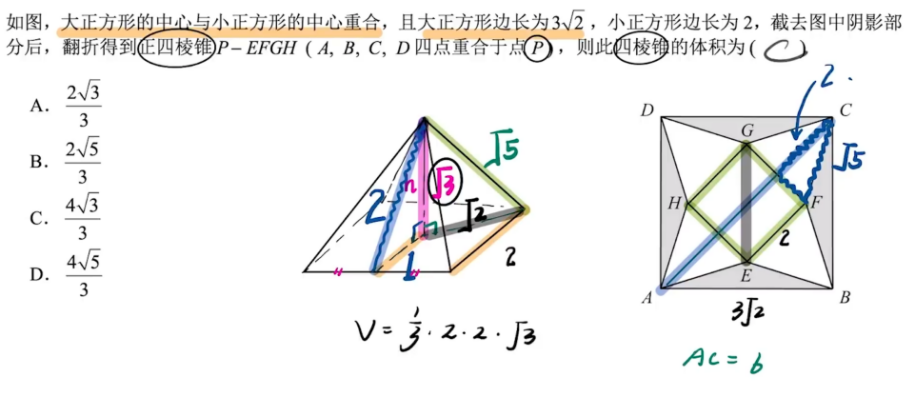 如图，大正方形的中心与小正方形的中心重合，且大正方形边长为3√2，小正方形边长为2，截去图中阴影部
分后，翻折得到正四棱锥P－EFGH（A，B，C，D四点重合于点P），则此四棱锥的体积为( C )
A. 2√3/3
B. 2√5/3
C. 4√3/3
D. 4√5/3
√5
2
h
√3
√2
1
2
"
"
V = 1/3 · 2 · 2 · √3
2
D
C
G
√5
H
F
2
E
A
B
3√2
AC = 6